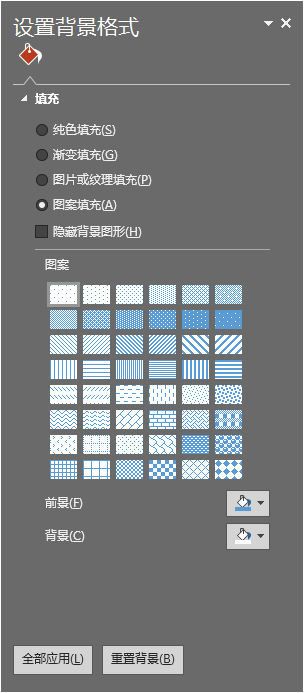 设置背景格式
填充
纯色填充(S)
渐变填充(G)
图片或纹理填充(P)
图案填充(A)
隐藏背景图形(H)
图案
前景(F)
背景(C)
全部应用(L) 重置背景(B)